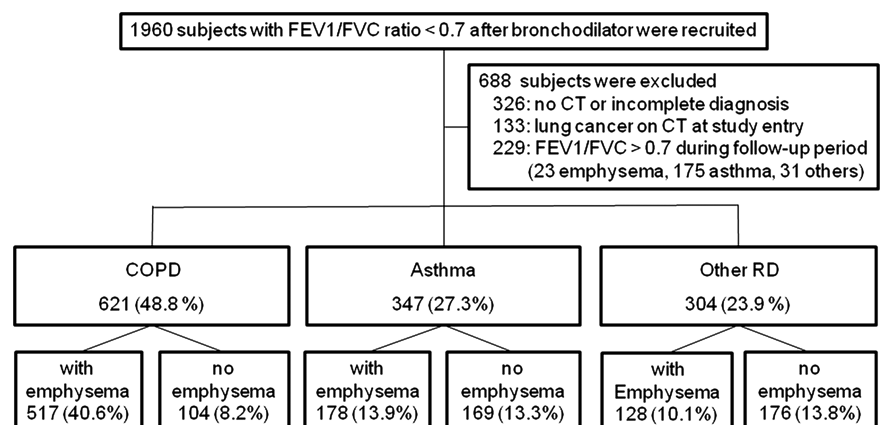 1960 subjects with FEV1/FVC ratio < 0.7 after bronchodilator were recruited
688 subjects were excluded
326: no CT or incomplete diagnosis
133: lung cancer on CT at study entry
229: FEV1/FVC > 0.7 during follow-up period
(23 emphysema, 175 asthma, 31 others)
COPD
621 (48.8 %)
Asthma
347 (27.3%)
Other RD
304 (23.9 %)
with
emphysema
517 (40.6%)
no
emphysema
104 (8.2%)
with
emphysema
178 (13.9%)
no
emphysema
169 (13.3%)
with
Emphysema
128 (10.1%)
no
emphysema
176 (13.8%)